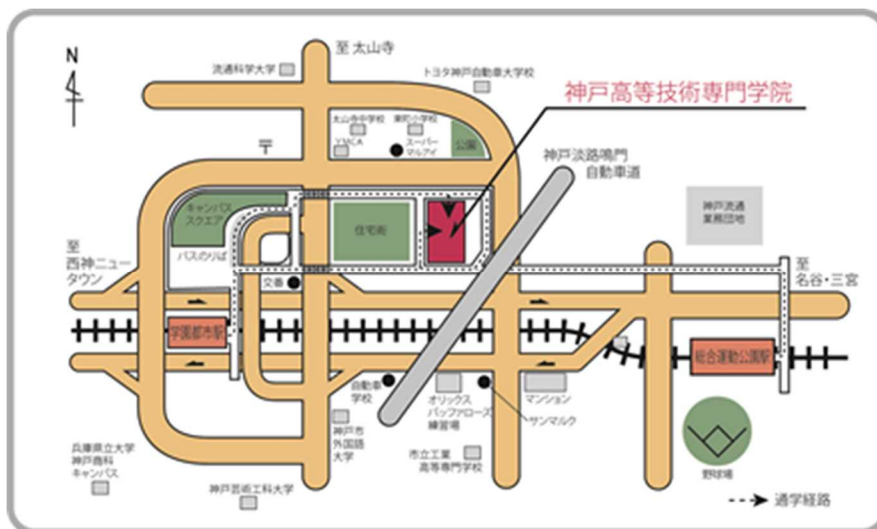 N
至 太山寺
流通科学大学
トヨタ神戸自動車大学校
神戸高等技術専門学院
太山寺中学校
東町小学校
YMCA
スーパー
マルアイ
公園
〒
神戸淡路鳴門
自動車道
キャンパス
スクエア
住宅街
神戸流通
業務団地
バスのりば
至
西神ニュー
タウン
至
名谷・三宮
交番
学園都市駅
総合運動公園駅
自動車
学校
オリックス
バッファローズ
練習場
マンション
サンマルク
神戸市
外国語
大学
市立工業
高等専門学校
兵庫県立大学
神戸商科
キャンパス
神戸芸術工科大学
野球場
通学経路